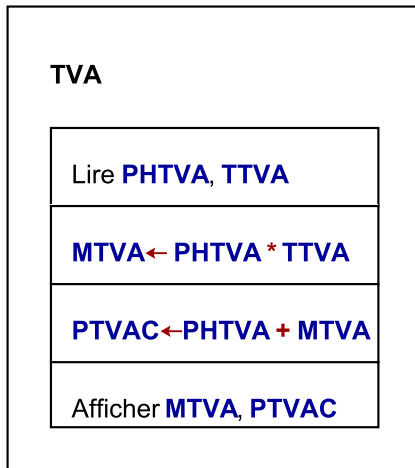 TVA
Lire PHTVA, TTVA
MTVA← PHTVA * TTVA
PTVAC←PHTVA + MTVA
Afficher MTVA, PTVAC